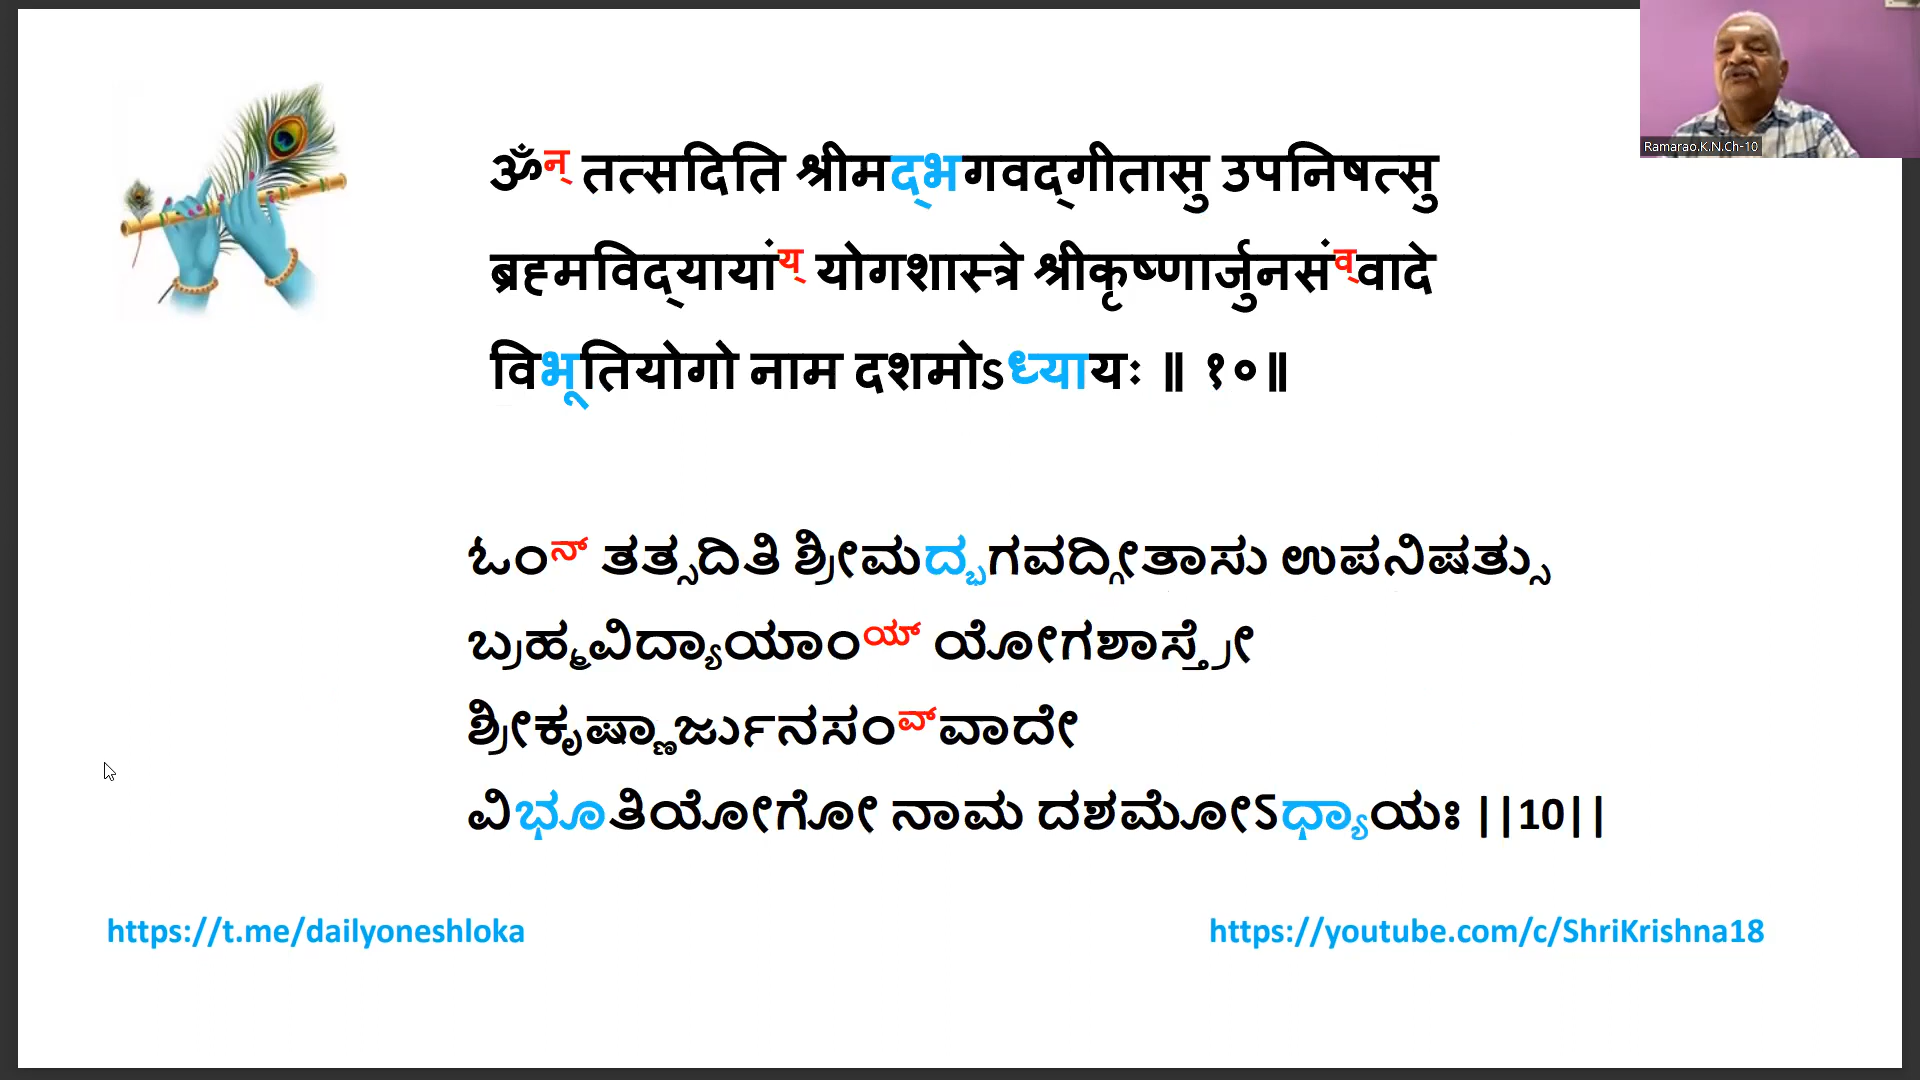 Ramarao.K.N.Ch-10
ॐन् तत्सदिति श्रीमद्‌भगवद्‌गीतासु उपनिषत्सु
ब्रह्मविद्‌यायांय् योगशास्त्रे श्रीकृष्णार्जुनसंव्वादे
विभूतियोगो नाम दशमोऽध्यायः ॥ १०॥
ಓಂನ್ ತತ್ಸದಿತಿ ಶ್ರೀಮದ್ಭಗವದ್ಗೀತಾಸು ಉಪನಿಷತ್ಸು
ಬ್ರಹ್ಮವಿದ್ಯಾಯಾಂಯ್ ಯೋಗಶಾಸ್ತ್ರೇ
ಶ್ರೀಕೃಷ್ಣಾರ್ಜುನಸಂವ್ವಾದೇ
ವಿಭೂತಿಯೋಗೋ ನಾಮ ದಶಮೋಽಧ್ಯಾಯಃ ||10||
https://t.me/dailyoneshloka
https://youtube.com/c/ShriKrishna18